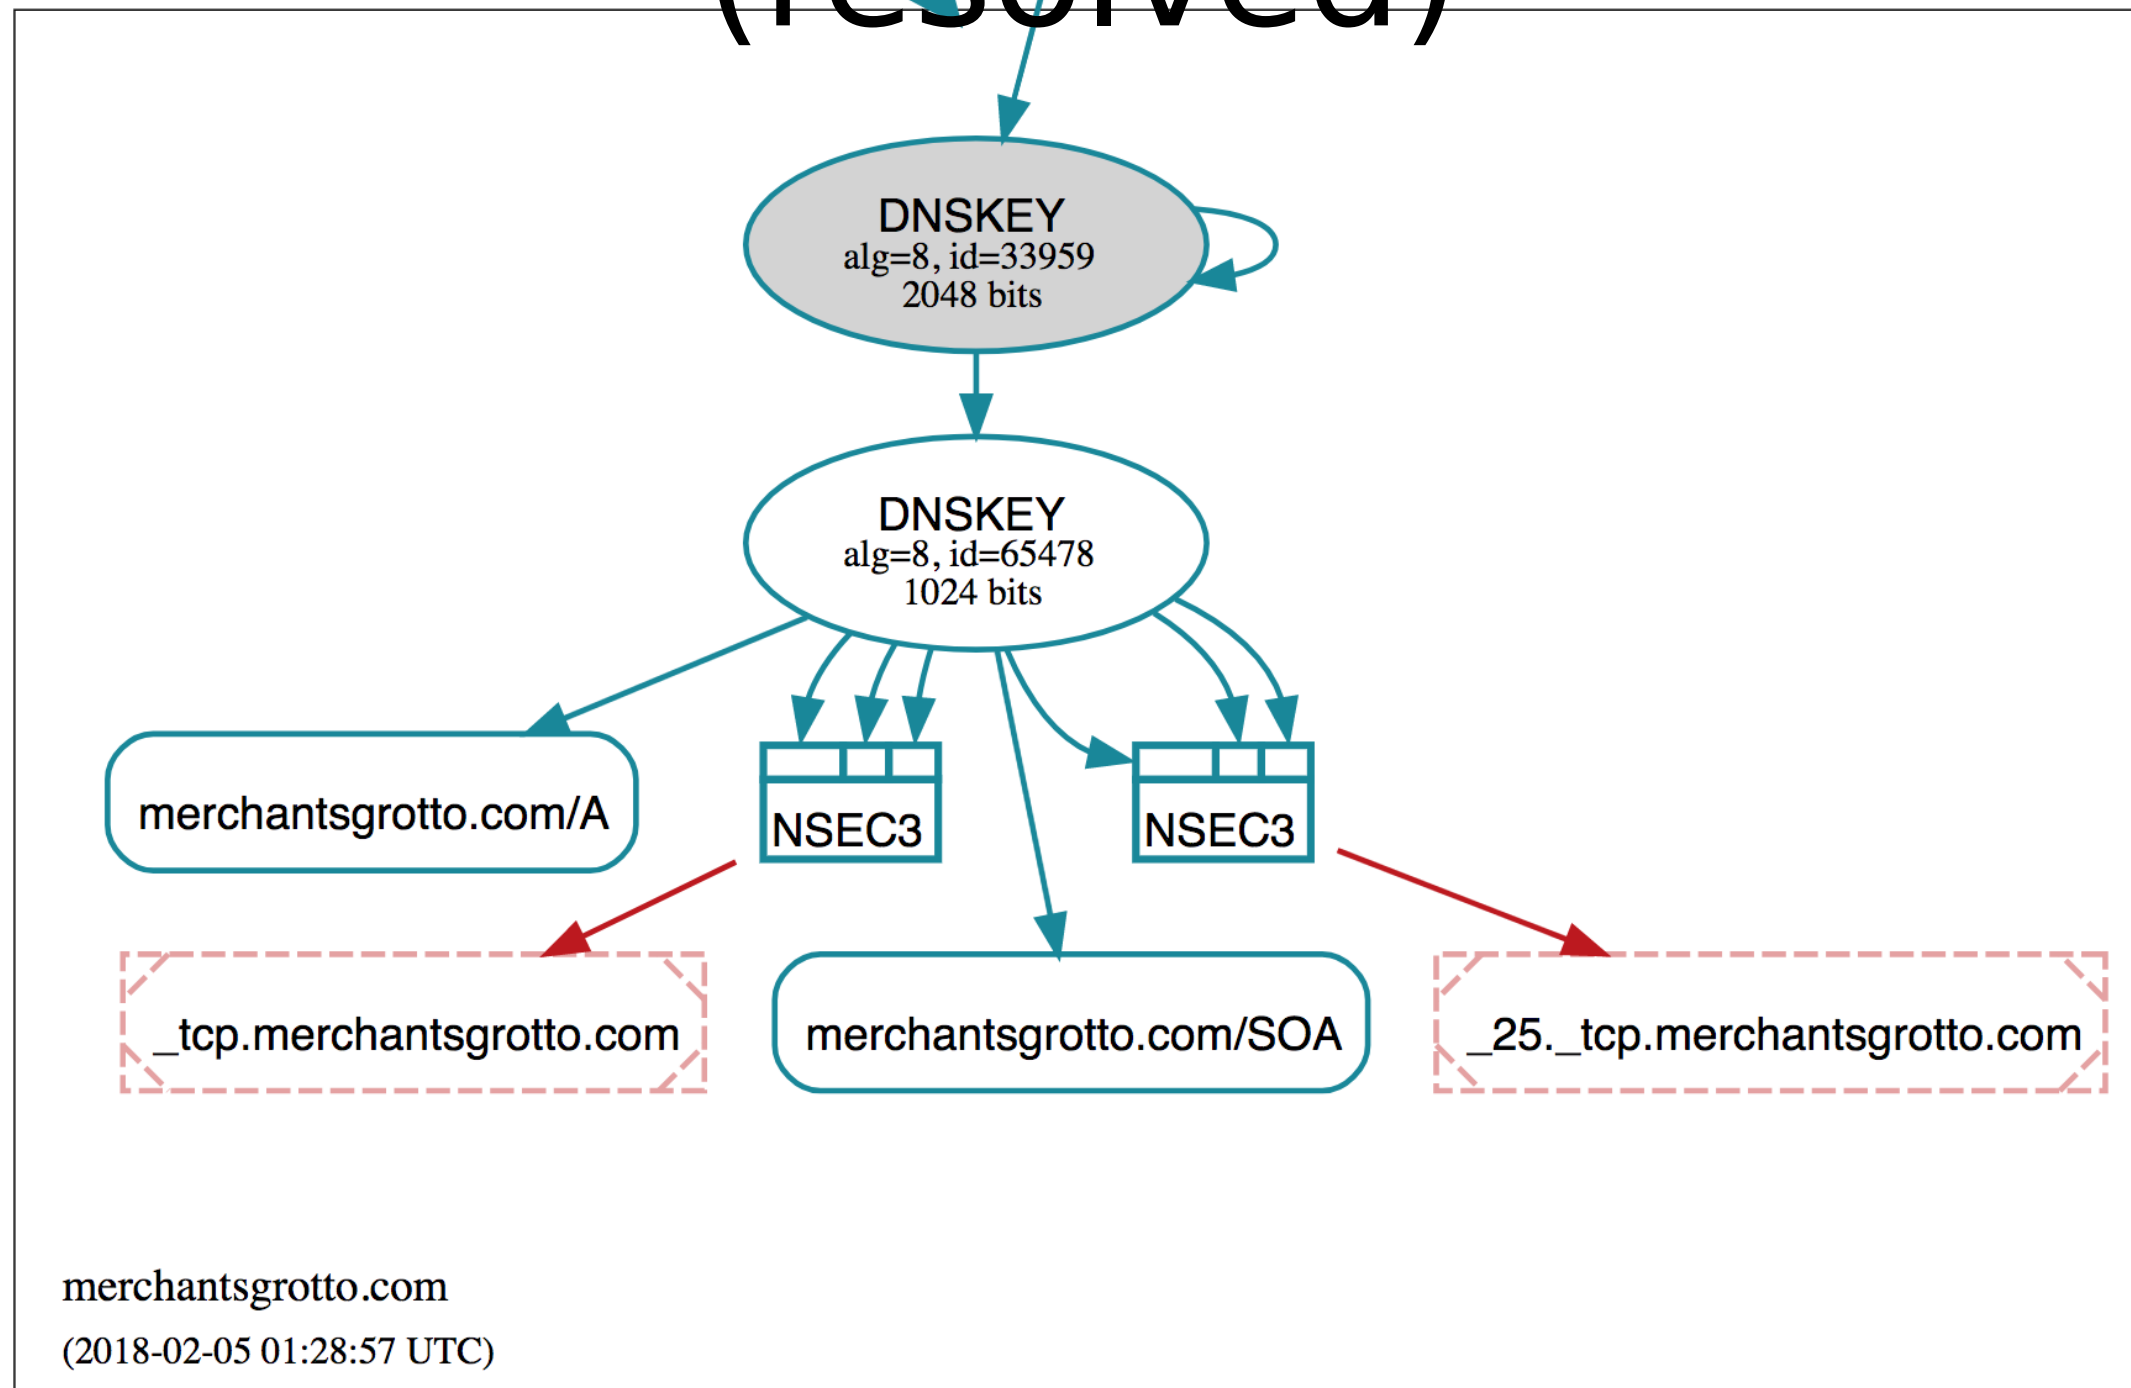 (resolved)
DNSKEY
alg=8, id=33959
2048 bits
DNSKEY
alg=8, id=65478
1024 bits
merchantsgrotto.com/A
NSEC3
NSEC3
_tcp.merchantsgrotto.com
merchantsgrotto.com/SOA
_25._tcp.merchantsgrotto.com
merchantsgrotto.com
(2018-02-05 01:28:57 UTC)